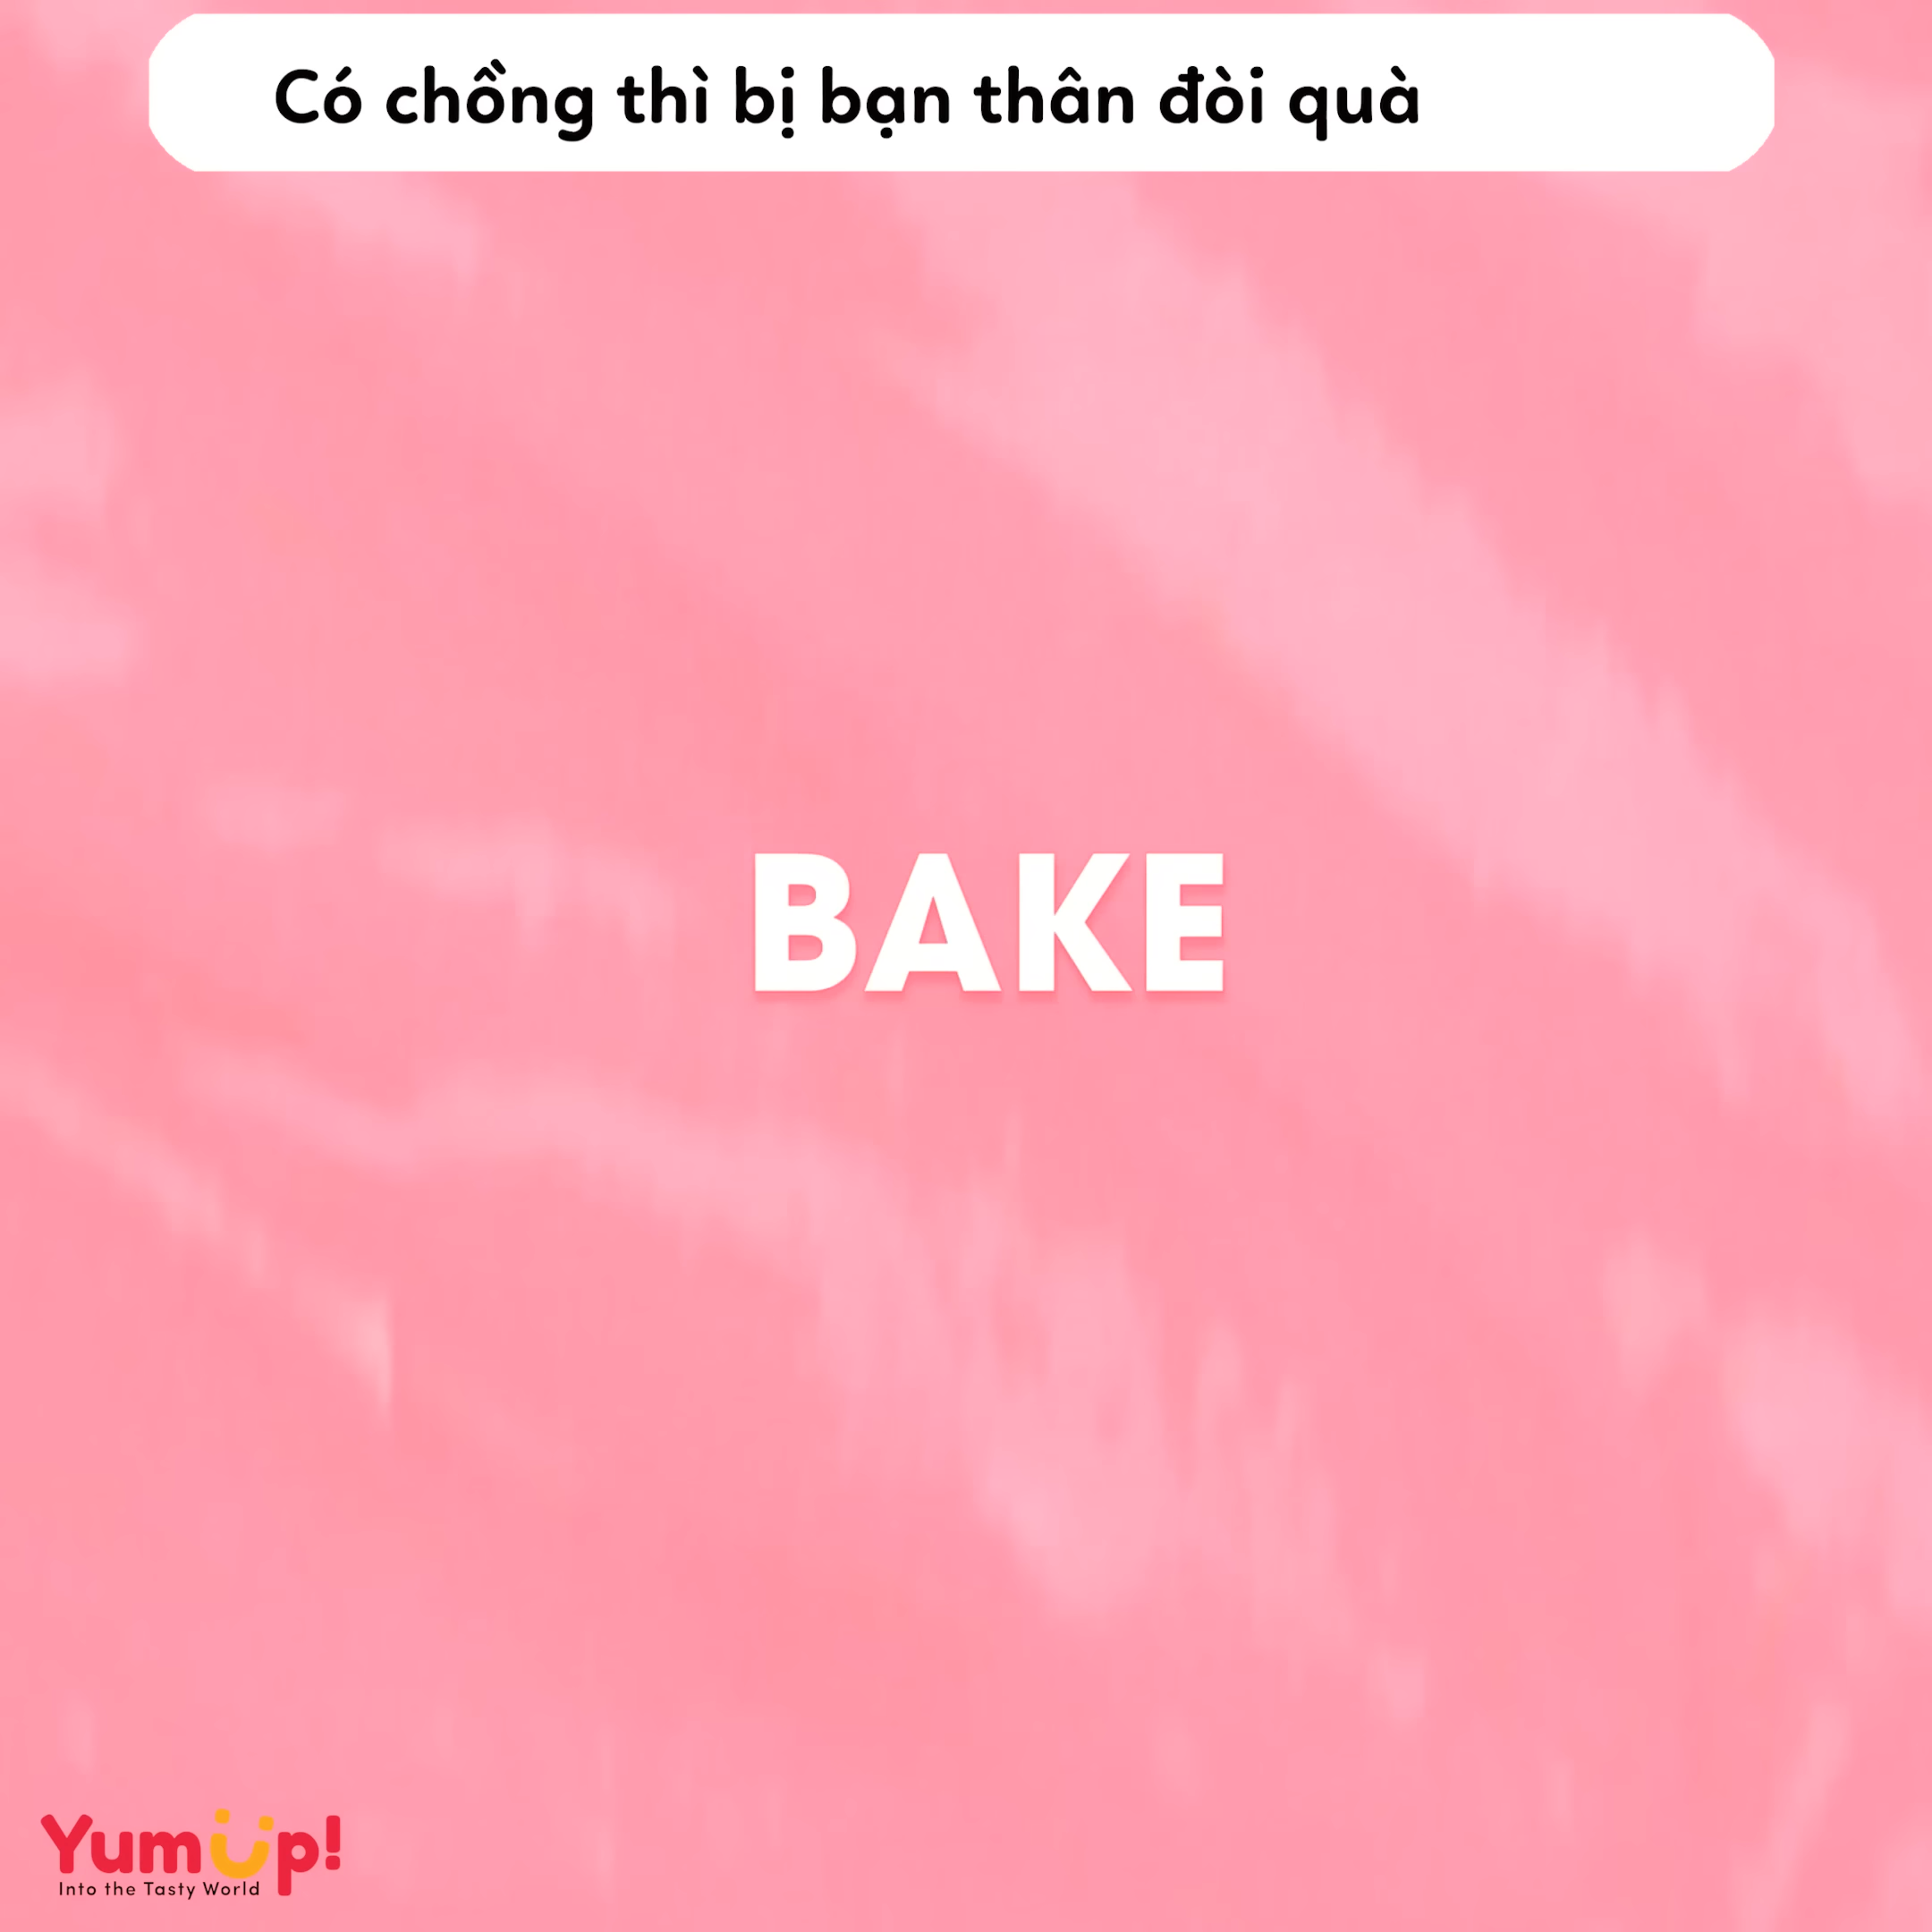 Có chồng thì bị bạn thân đòi quà
BAKE
YumUp!
Into the Tasty World